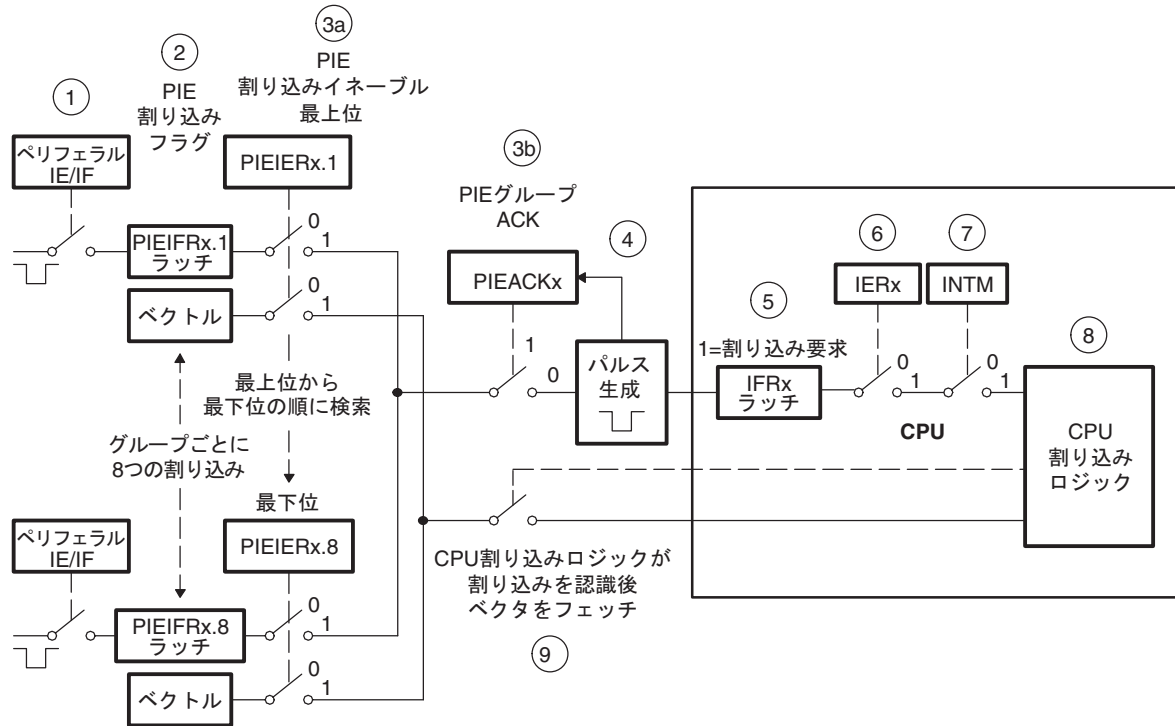 ①
ペリフェラル
IE/IF
②
PIE
割り込み
フラグ
3a
PIE
割り込みイネーブル
最上位
PIEIERx.1
0
1
PIEIFRx.1
ラッチ
0
1
ベクトル
最上位から
最下位の順に検索
グループごとに
8つの割り込み
最下位
ペリフェラル
IE/IF
PIEIERx.8
0
1
PIEIFRx.8
ラッチ
0
1
ベクトル
3b
PIEグループ
ACK
PIEACKx
1
0
④
パルス
生成
⑤
1=割り込み要求
IFRx
ラッチ
⑥
IERx
0
1
⑦
INTM
0
1
CPU
⑧
CPU
割り込み
ロジック
CPU割り込みロジックが
割り込みを認識後
ベクタをフェッチ
⑨